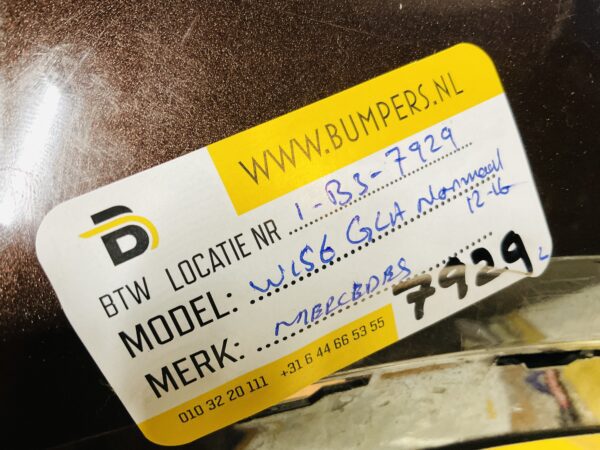 WWW.BUMPERS.NL
BTW LOCATIE NR 1-B3-7929
MODEL: W156 GLA Normaal
12-16
MERK: MERCEDES 7929
010 32 20 111 +31 6 44 66 53 55